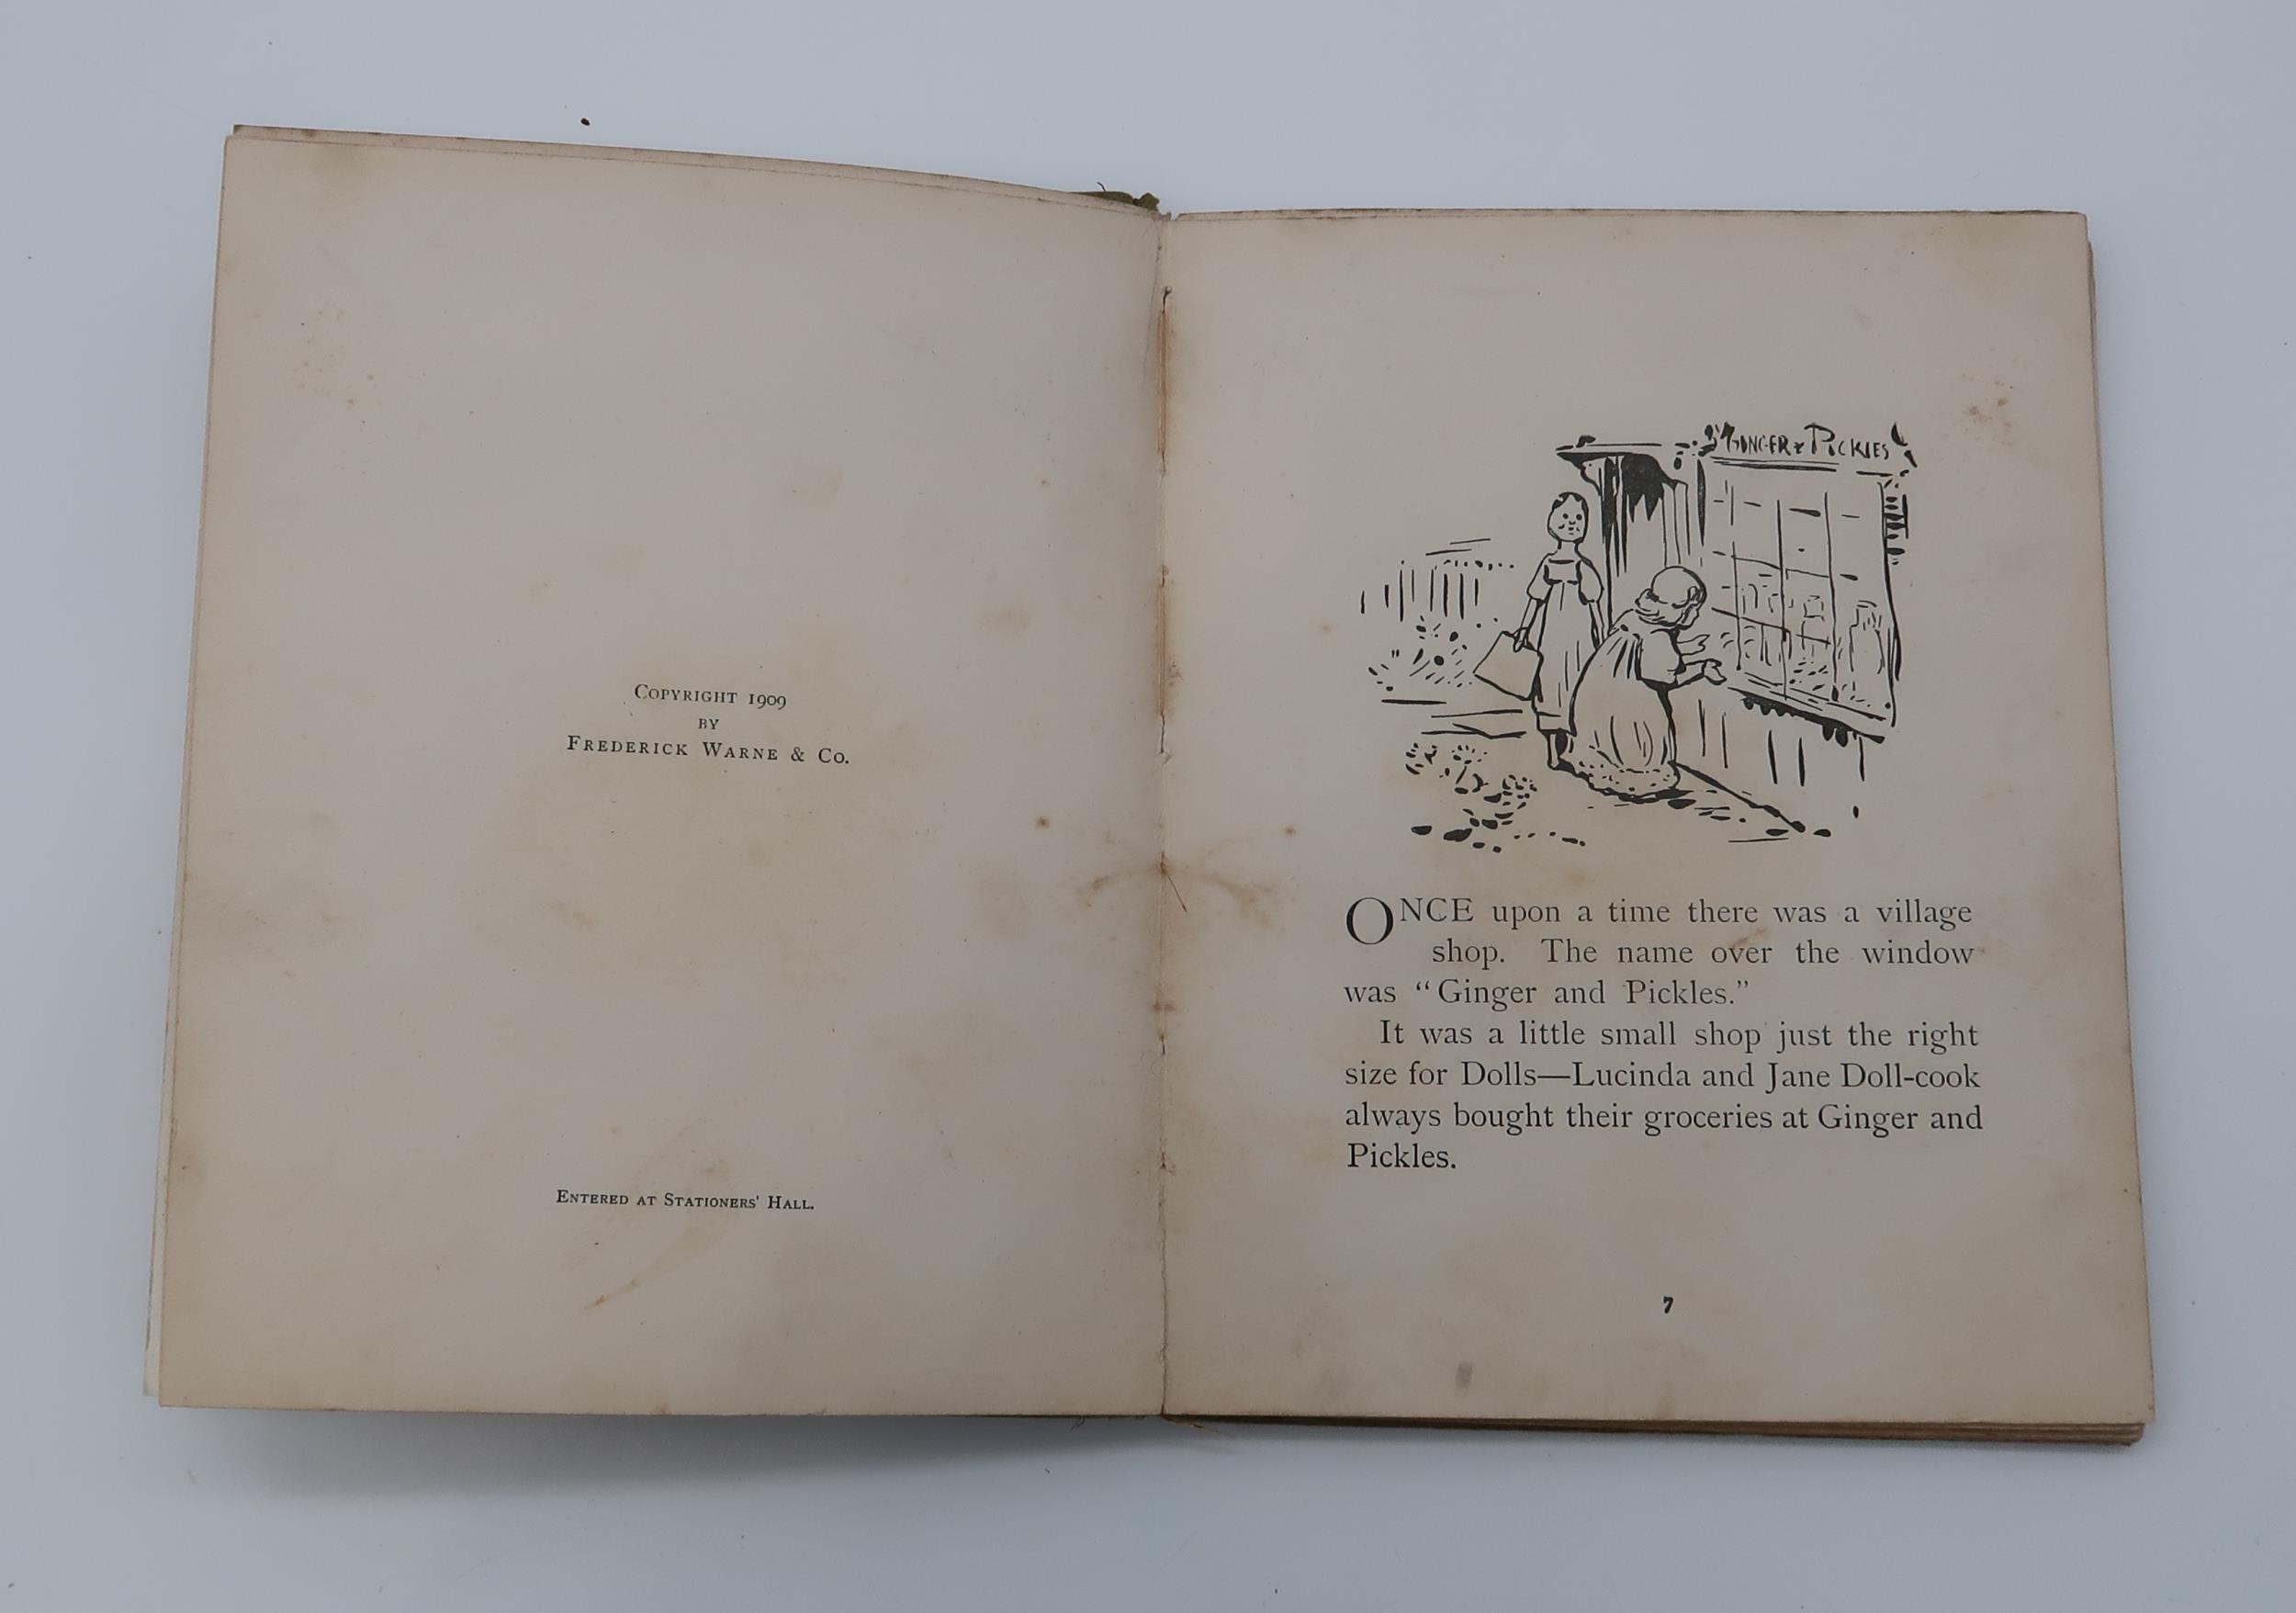 COPYRIGHT 1909
BY
FREDERICK WARNE & CO.
ENTERED AT STATIONERS' HALL.
GINGER & PICKLES
ONCE upon a time there was a village
shop. The name over the window
was "Ginger and Pickles."
It was a little small shop just the right
size for Dolls—Lucinda and Jane Doll-cook
always bought their groceries at Ginger and
Pickles.
7